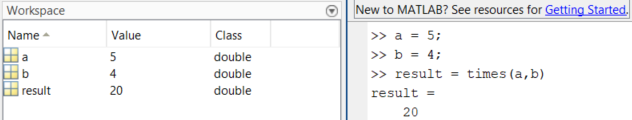 Workspace
Name Value Class
a 5 double
b 4 double
result 20 double
New to MATLAB? See resources for Getting Started.
>> a = 5;
>> b = 4;
>> result = times(a,b)
result =
20